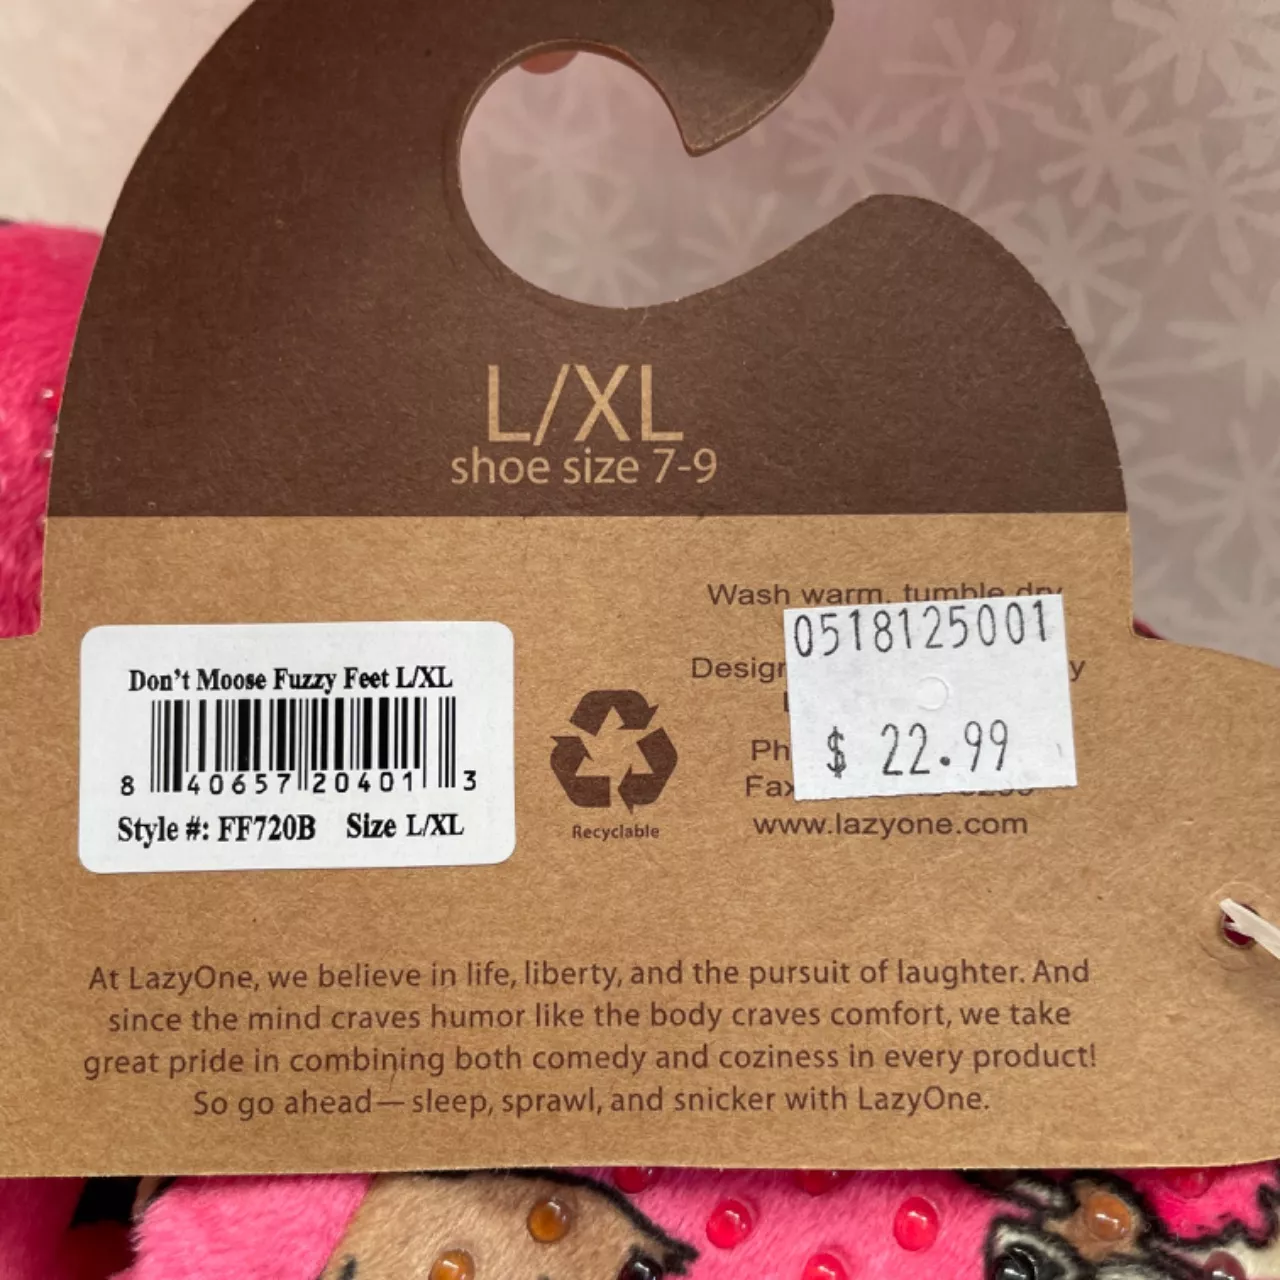 L/XL
shoe size 7-9
Wash warm, tumble dry
0518125001
$ 22.99
www.lazyone.com
Don't Moose Fuzzy Feet L/XL
8 40657 20401 3
Style #: FF720B Size L/XL
Recyclable
At LazyOne, we believe in life, liberty, and the pursuit of laughter. And
since the mind craves humor like the body craves comfort, we take
great pride in combining both comedy and coziness in every product!
So go ahead—sleep, sprawl, and snicker with LazyOne.